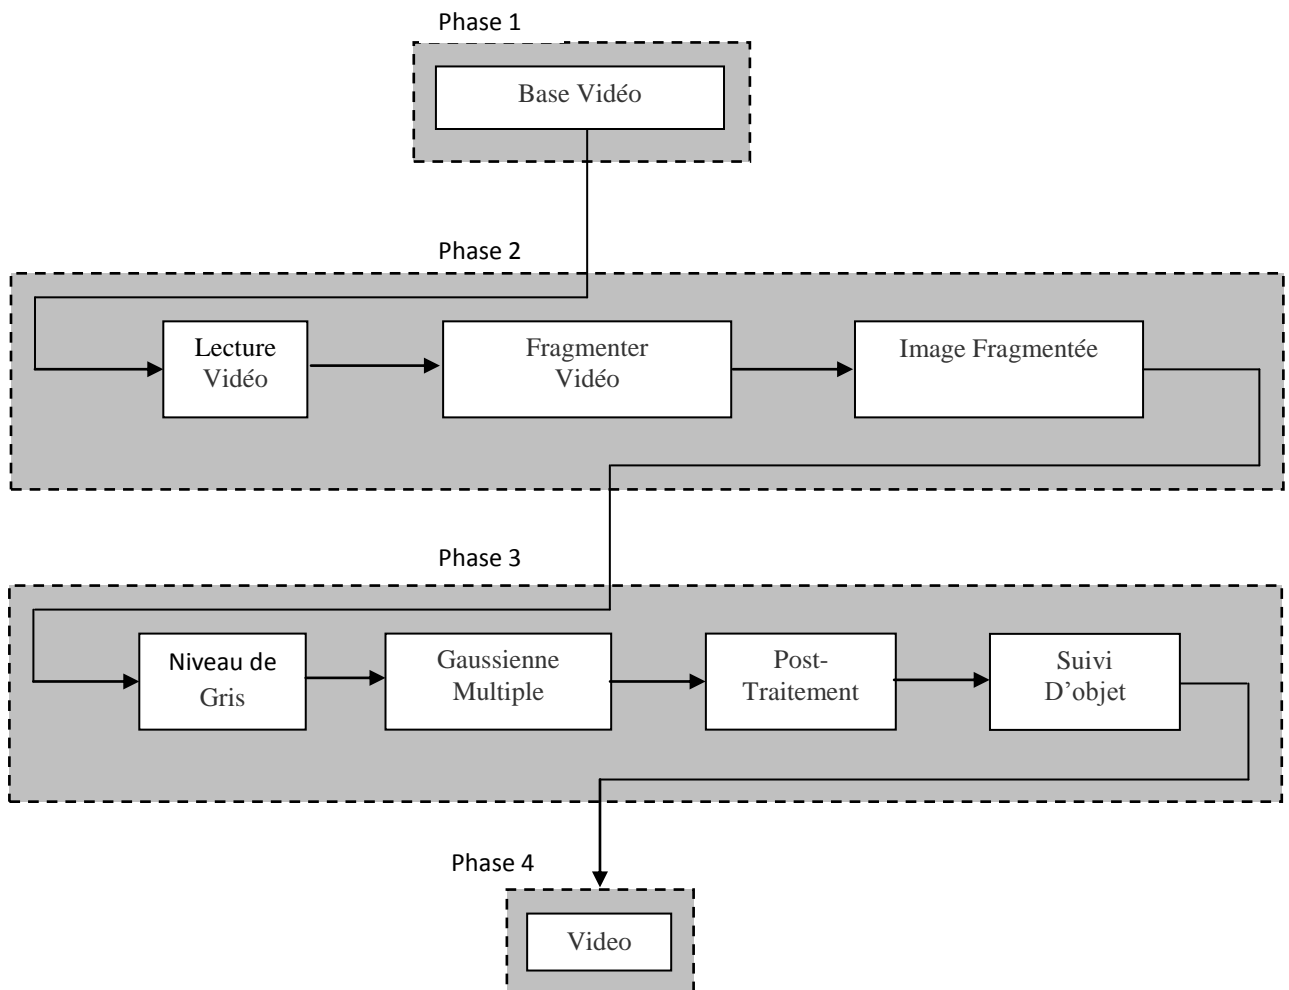 Phase 1
Base Vidéo
Phase 2
Lecture
Vidéo
Fragmenter
Vidéo
Image Fragmentée
Phase 3
Niveau de
Gris
Gaussienne
Multiple
Post-
Traitement
Suivi
D’objet
Phase 4
Video